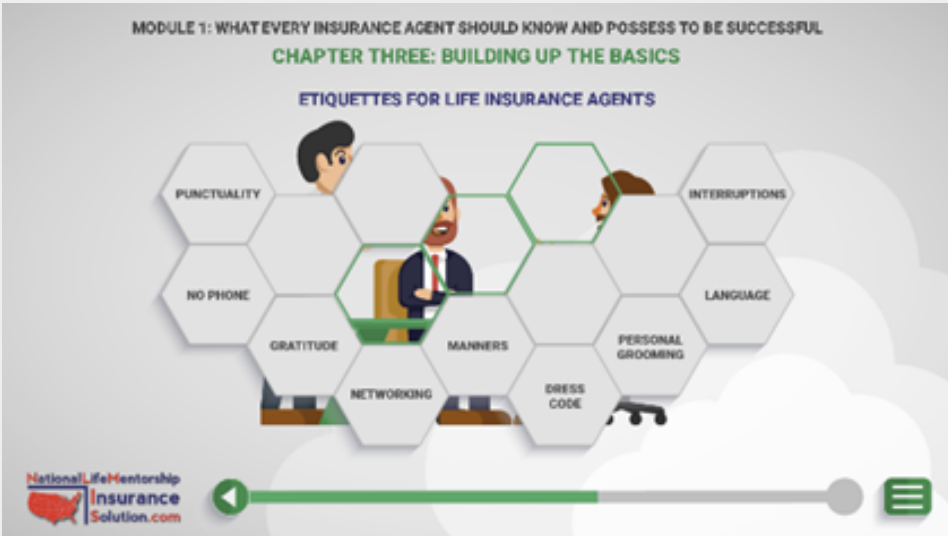 MODULE 1: WHAT EVERY INSURANCE AGENT SHOULD KNOW AND POSSESS TO BE SUCCESSFUL
CHAPTER THREE: BUILDING UP THE BASICS
ETIQUETTES FOR LIFE INSURANCE AGENTS
PUNCTUALITY
INTERRUPTIONS
NO PHONE
LANGUAGE
GRATITUDE
MANNERS
PERSONAL
GROOMING
NETWORKING
DRESS
CODE
NationalLifeMentorship
Insurance
Solution.com